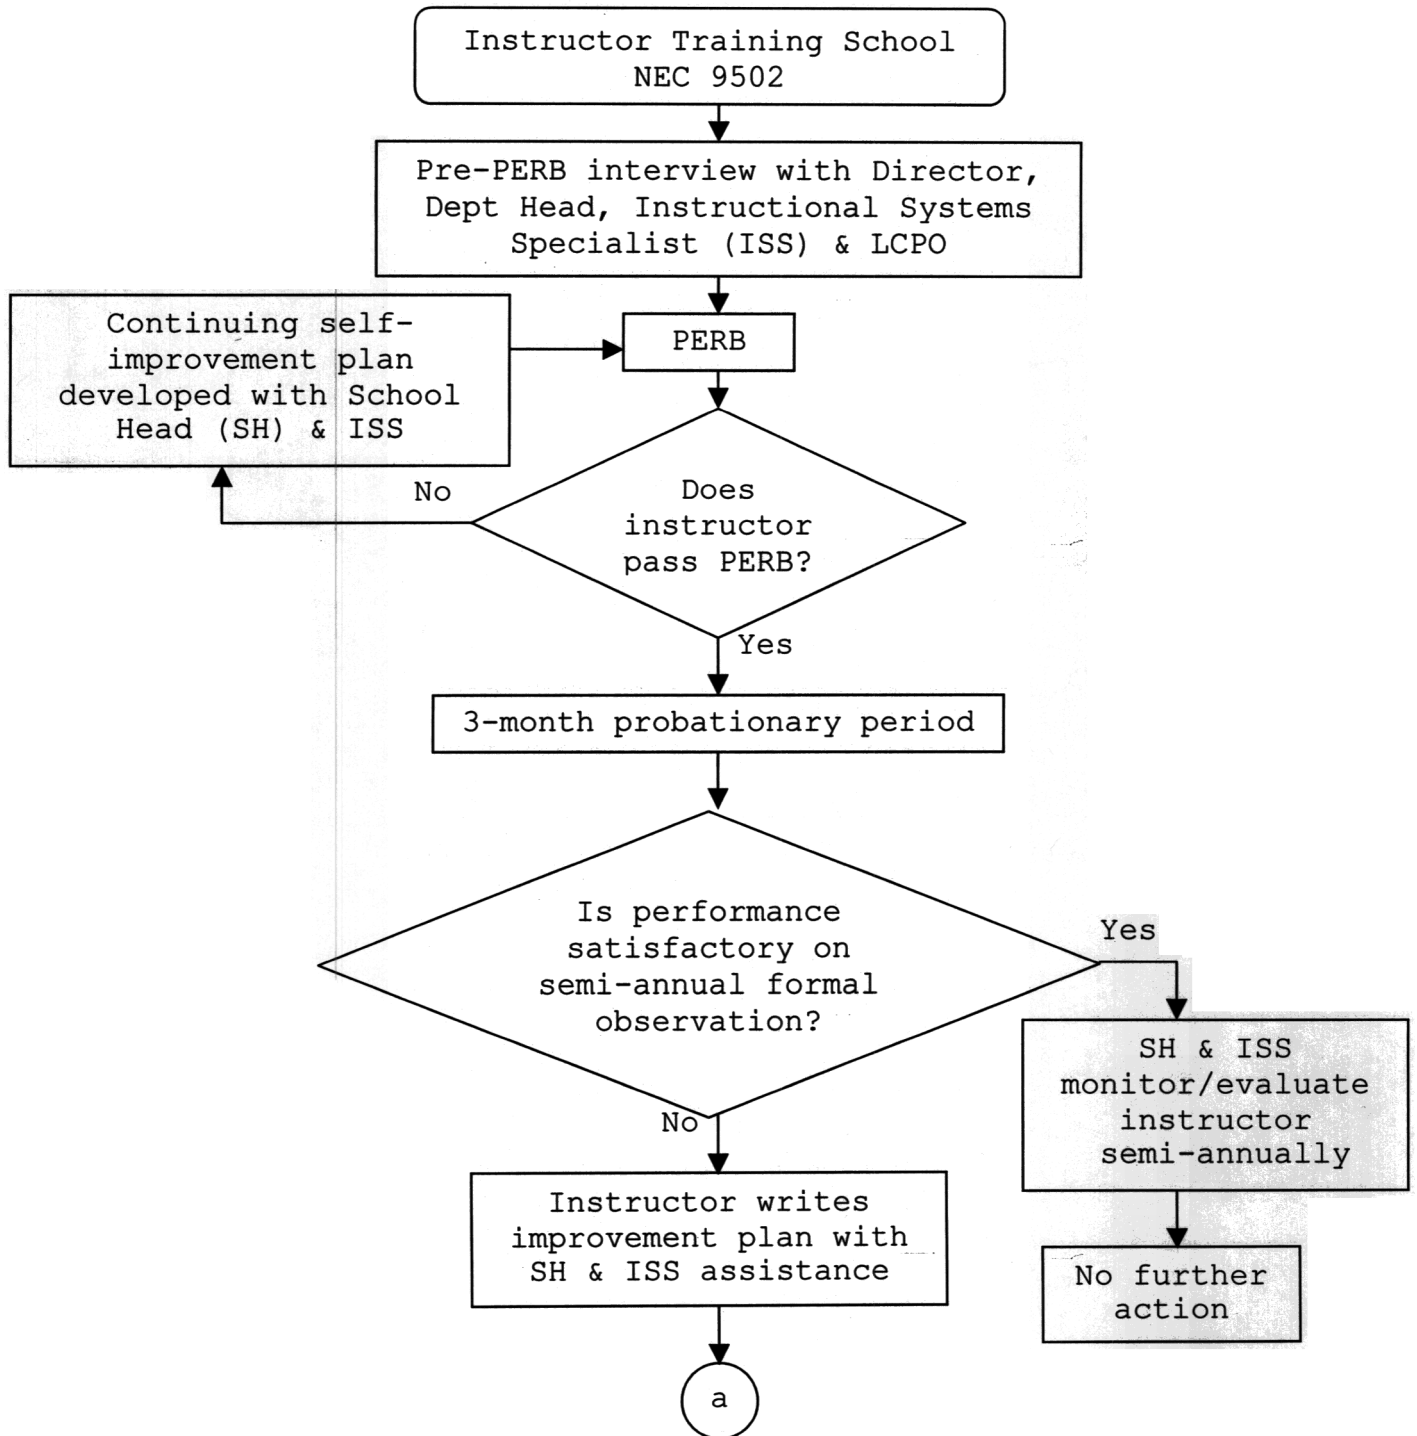 Instructor Training School
NEC 9502
Pre-PERB interview with Director,
Dept Head, Instructional Systems
Specialist (ISS) & LCPO
Continuing self-
improvement plan
developed with School
Head (SH) & ISS
PERB
No
Does
instructor
pass PERB?
Yes
3-month probationary period
Is performance
satisfactory on
semi-annual formal
observation?
Yes
SH & ISS
monitor/evaluate
instructor
semi-annually
No
Instructor writes
improvement plan with
SH & ISS assistance
No further
action
a